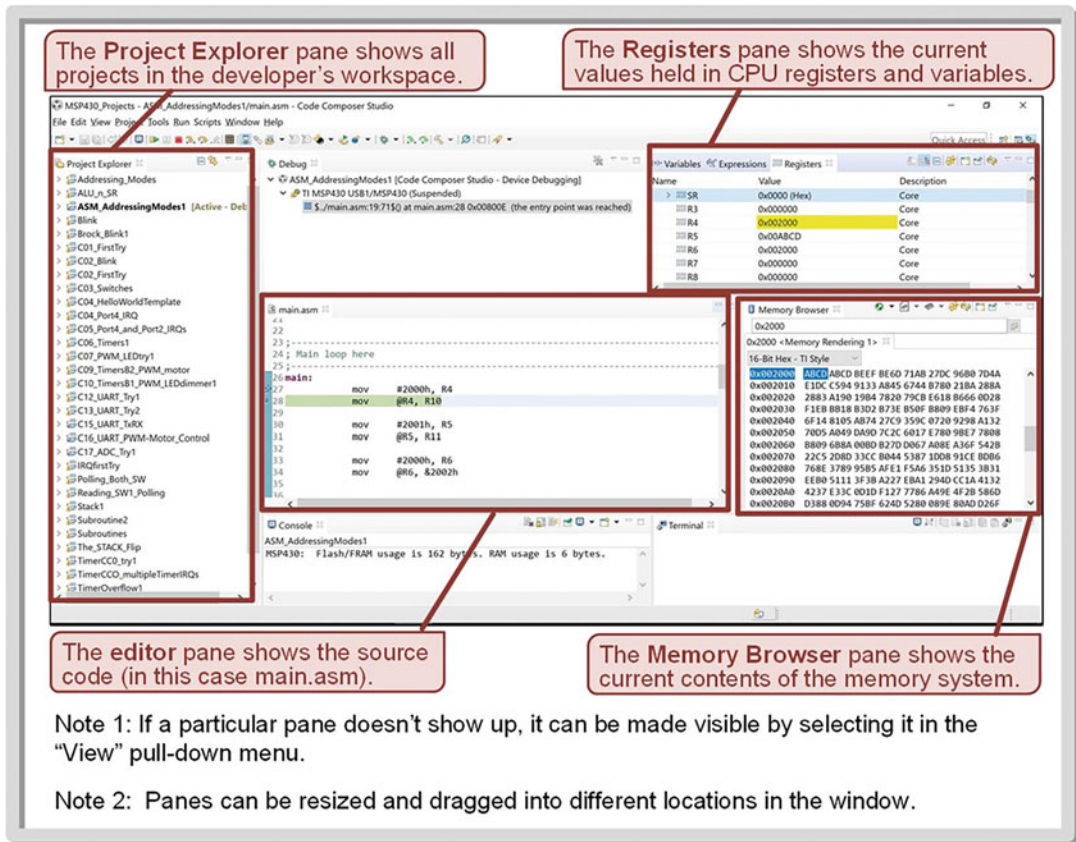 The Project Explorer pane shows all
projects in the developer's workspace.
The Registers pane shows the current
values held in CPU registers and variables.
MSP430_Projects - ASM_AddressingModes1/main.asm - Code Composer Studio
File Edit View Project Tools Run Scripts Window Help
Quick Access
Project Explorer
Addressing_Modes
ALU_n_SR
ASM_AddressingModes1 [Active - Deb
Blink
Brock_Blink1
C01_FirstTry
C02_Blink
C02_FirstTry
C03_Switches
C04_HelloWorldTemplate
C04_Port4_IRQ
C05_Port4_and_Port2_IRQs
C06_Timers1
C07_PWM_LEDtry1
C09_TimersB2_PWM_motor
C10_TimersB1_PWM_LEDdimmer1
C12_UART_Try1
C13_UART_Try2
C15_UART_TxRX
C16_UART_PWM-Motor_Control
C17_ADC_Try1
IRQfirstTry
Polling_Both_SW
Reading_SW1_Polling
Stack1
Subroutine2
Subroutines
The_STACK_Flip
TimerCC0_try1
TimerCCO_multipleTimerIRQs
TimerOverflow1
Debug
ASM_AddressingModes1 [Code Composer Studio - Device Debugging]
TI MSP430 USB1/MSP430 (Suspended)
$../main.asm:19:71$() at main.asm:28 0x00800E (the entry point was reached)
Variables Expressions Registers
Name Value Description
SR 0x0000 (Hex) Core
R3 0x000000 Core
R4 0x002000 Core
R5 0x00ABCD Core
R6 0x002000 Core
R7 0x000000 Core
R8 0x000000 Core
main.asm
22
23 ;----------------------------------------------------------
24 ; Main loop here
25 ;----------------------------------------------------------
26 main:
27 mov #2000h, R4
28 mov @R4, R10
29
30 mov #2001h, R5
31 mov @R5, R11
32
33 mov #2000h, R6
34 mov @R6, &2002h
35
Memory Browser
0x2000
0x2000 <Memory Rendering 1>
16-Bit Hex - TI Style
0x002000 ABCD ABCD BEEF BE6D 71AB 27DC 96B0 7D4A
0x002010 E1DC C594 9133 A845 6744 B780 21BA 288A
0x002020 2883 A190 19B4 7820 79CB E618 B666 0D28
0x002030 F1EB BB18 B3D2 B73E B50F B809 EBF4 763F
0x002040 6F14 8105 AB74 27C9 359C 0720 9298 A132
0x002050 70D5 A049 DA9D 7C2C 6017 E780 9BE7 7808
0x002060 B809 6B8A 00BD B27D D067 A08E A36F 542B
0x002070 22C5 2D8D 33CC B044 5387 1DD8 91CE BDB6
0x002080 768E 3789 95B5 AFE1 F5A6 351D 5135 3B31
0x002090 EEB0 5111 3F3B A227 EBA1 294D CC1A 4132
0x0020A0 4237 E33C 0D1D F127 7786 A49E 4F2B 586D
0x0020B0 D388 0D94 75BF 624D 5280 089E 80AD D26F
Console
ASM_AddressingModes1
MSP430: Flash/FRAM usage is 162 bytes. RAM usage is 6 bytes.
Terminal
The editor pane shows the source
code (in this case main.asm).
The Memory Browser pane shows the
current contents of the memory system.
Note 1: If a particular pane doesn't show up, it can be made visible by selecting it in the
"View" pull-down menu.
Note 2: Panes can be resized and dragged into different locations in the window.